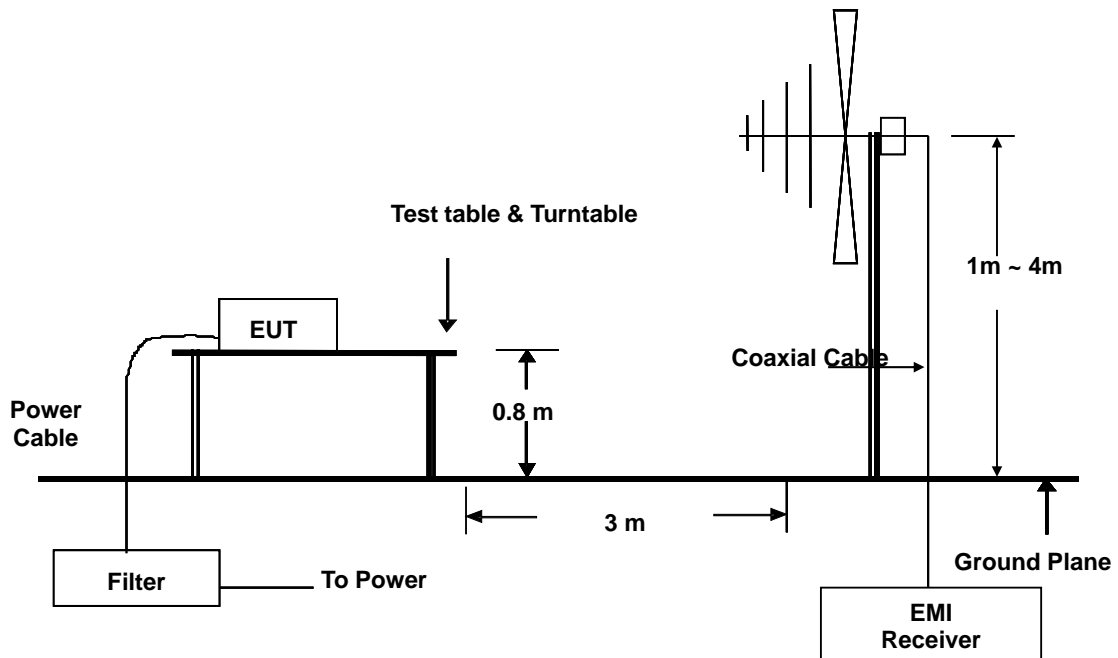 Test table & Turntable
1m ~ 4m
EUT
Coaxial Cable
0.8 m
Power
Cable
3 m
Ground Plane
Filter
To Power
EMI
Receiver